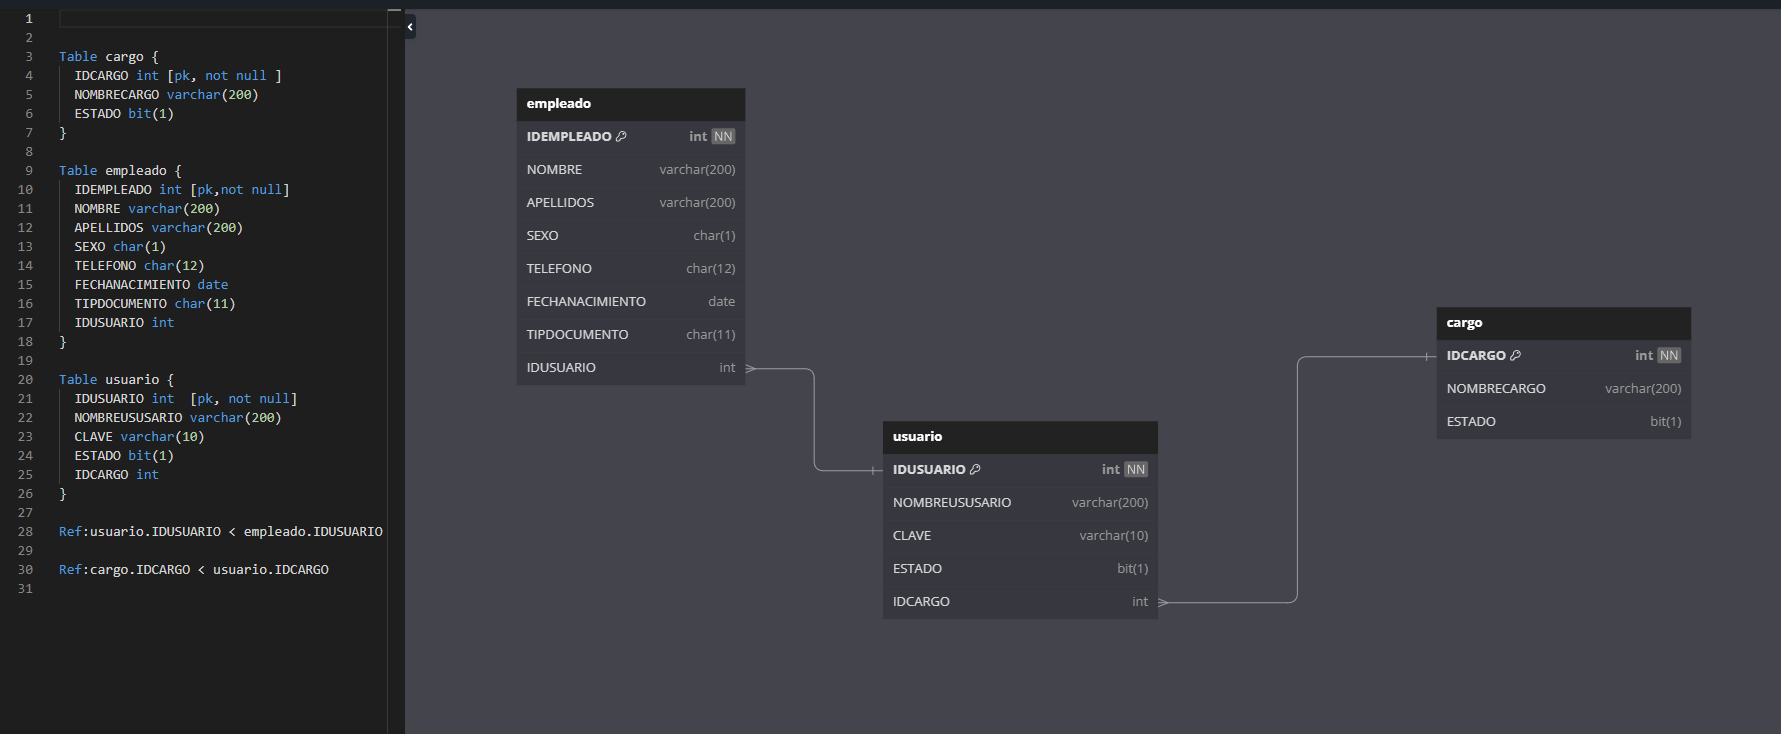 1
2
3 Table cargo {
4 IDCARGO int [pk, not null ]
5 NOMBRECARGO varchar(200)
6 ESTADO bit(1)
7 }
8
9 Table empleado {
10 IDEMPLEADO int [pk,not null]
11 NOMBRE varchar(200)
12 APELLIDOS varchar(200)
13 SEXO char(1)
14 TELEFONO char(12)
15 FECHANACIMIENTO date
16 TIPDOCUMENTO char(11)
17 IDUSUARIO int
18 }
19
20 Table usuario {
21 IDUSUARIO int  [pk, not null]
22 NOMBREUSUSARIO varchar(200)
23 CLAVE varchar(10)
24 ESTADO bit(1)
25 IDCARGO int
26 }
27
28 Ref:usuario.IDUSUARIO < empleado.IDUSUARIO
29
30 Ref:cargo.IDCARGO < usuario.IDCARGO
31
empleado
IDEMPLEADO int NN
NOMBRE varchar(200)
APELLIDOS varchar(200)
SEXO char(1)
TELEFONO char(12)
FECHANACIMIENTO date
TIPDOCUMENTO char(11)
IDUSUARIO int
usuario
IDUSUARIO int NN
NOMBREUSUSARIO varchar(200)
CLAVE varchar(10)
ESTADO bit(1)
IDCARGO int
cargo
IDCARGO int NN
NOMBRECARGO varchar(200)
ESTADO bit(1)